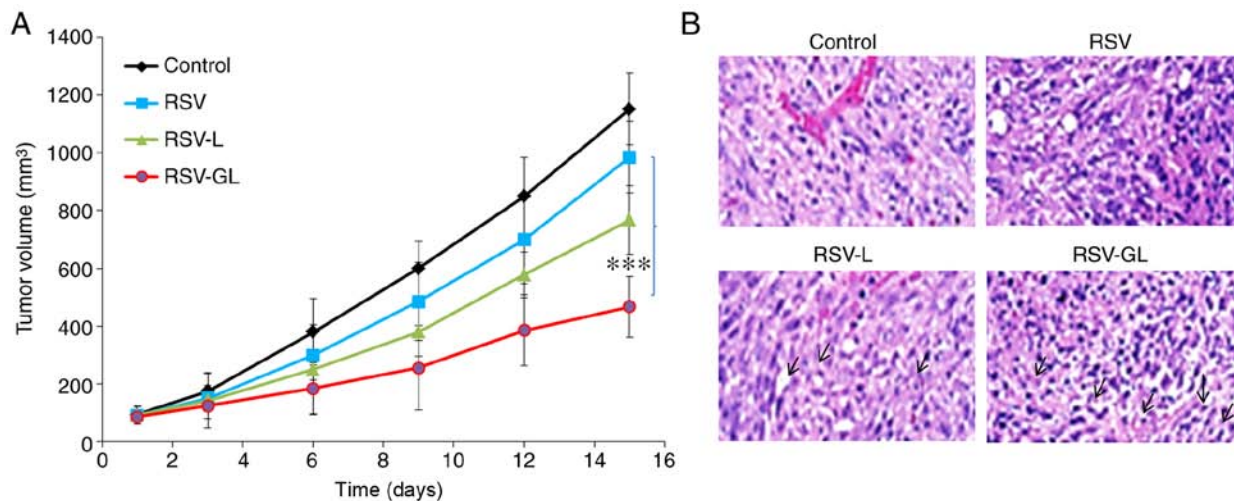 A
Tumor volume (mm³)
1400
1200
1000
800
600
400
200
0
Control
RSV
RSV-L
RSV-GL
***
0 2 4 6 8 10 12 14 16
Time (days)
B
Control RSV
RSV-L RSV-GL